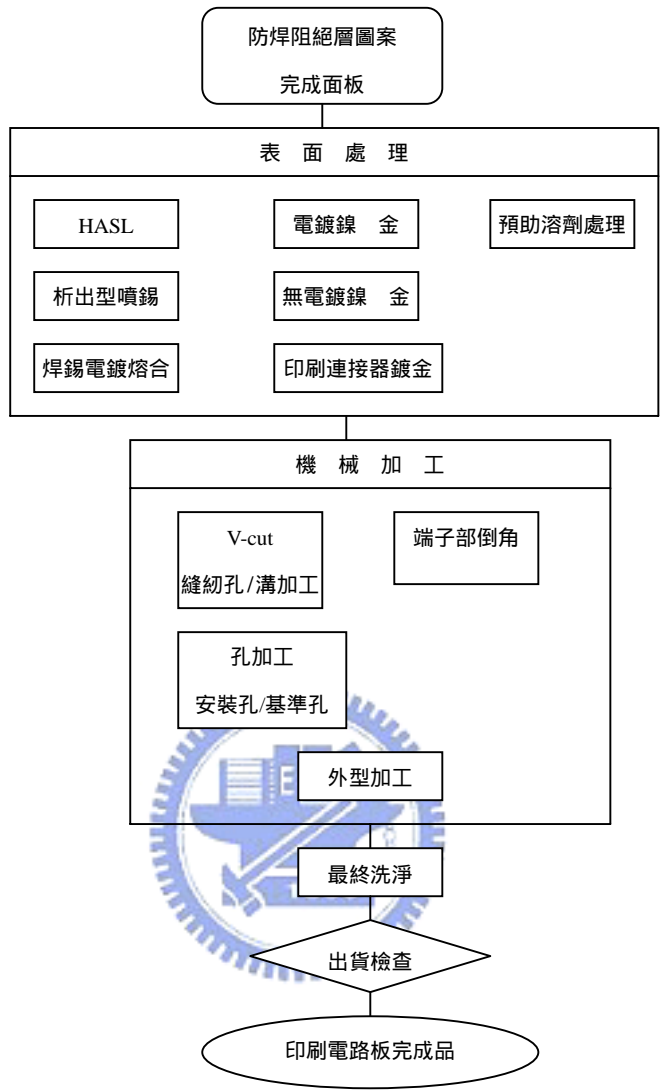 防焊阻絕層圖案
完成面板
表 面 處 理
HASL
電鍍鎳 金
預助溶劑處理
析出型噴錫
無電鍍鎳 金
焊錫電鍍熔合
印刷連接器鍍金
機 械 加 工
V-cut
縫紉孔/溝加工
端子部倒角
孔加工
安裝孔/基準孔
外型加工
最終洗淨
出貨檢查
印刷電路板完成品